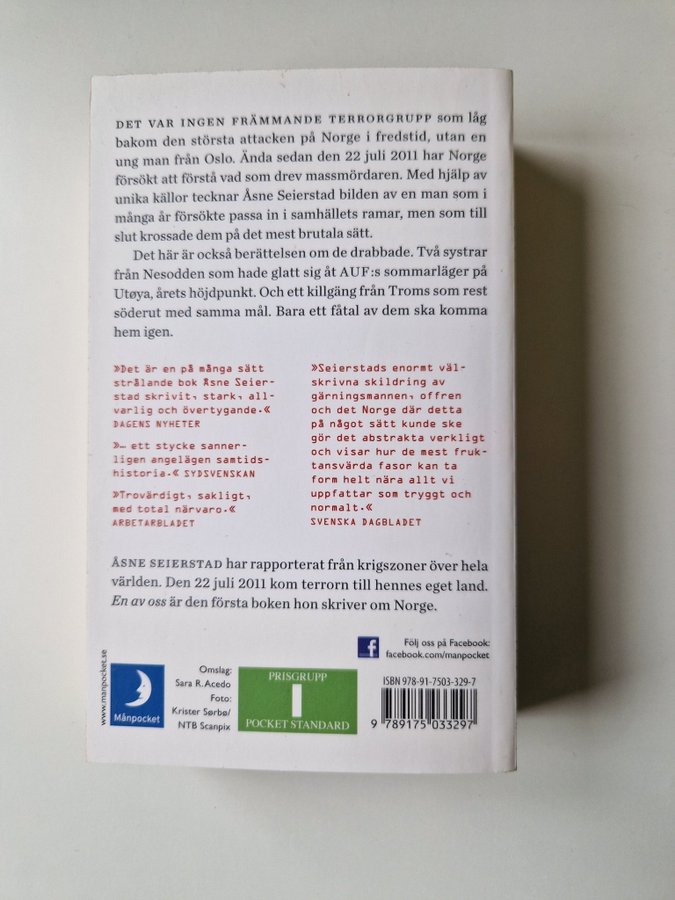 DET VAR INGEN FRÄMMANDE TERRORGRUPP som låg
bakom den största attacken på Norge i fredstid, utan en
ung man från Oslo. Ända sedan den 22 juli 2011 har Norge
försökt att förstå vad som drev massmördaren. Med hjälp av
unika källor tecknar Åsne Seierstad bilden av en man som i
många år försökte passa in i samhällets ramar, men som till
slut krossade dem på det mest brutala sätt.
Det här är också berättelsen om de drabbade. Två systrar
från Nesodden som hade glatt sig åt AUF:s sommarläger på
Utøya, årets höjdpunkt. Och ett killgäng från Troms som rest
söderut med samma mål. Bara ett fåtal av dem ska komma
hem igen.
»Det är en på många sätt
strålande bok Åsne Seier-
stad skrivit, stark, all-
varlig och övertygande.«
DAGENS NYHETER
»… ett stycke sanner-
ligen angelägen samtids-
historia.« SYDSVENSKAN
»Trovärdigt, sakligt,
med total närvaro.«
ARBETARBLADET
»Seierstads enormt väl-
skrivna skildring av
gärningsmannen, offren
och det Norge där detta
på något sätt kunde ske
gör det abstrakta verkligt
och visar hur de mest fruk-
tansvärda fasor kan ta
form helt nära allt vi
uppfattar som tryggt och
normalt.«
SVENSKA DAGBLADET
ÅSNE SEIERSTAD har rapporterat från krigszoner över hela
världen. Den 22 juli 2011 kom terrorn till hennes eget land.
En av oss är den första boken hon skriver om Norge.
f
Följ oss på Facebook:
facebook.com/manpocket
www.manpocket.se
Månpocket
Omslag:
Sara R. Acedo
Foto:
Krister Sørbø/
NTB Scanpix
PRISGRUPP
1
POCKET STANDARD
ISBN 978-91-7503-329-7
9 789175 033297